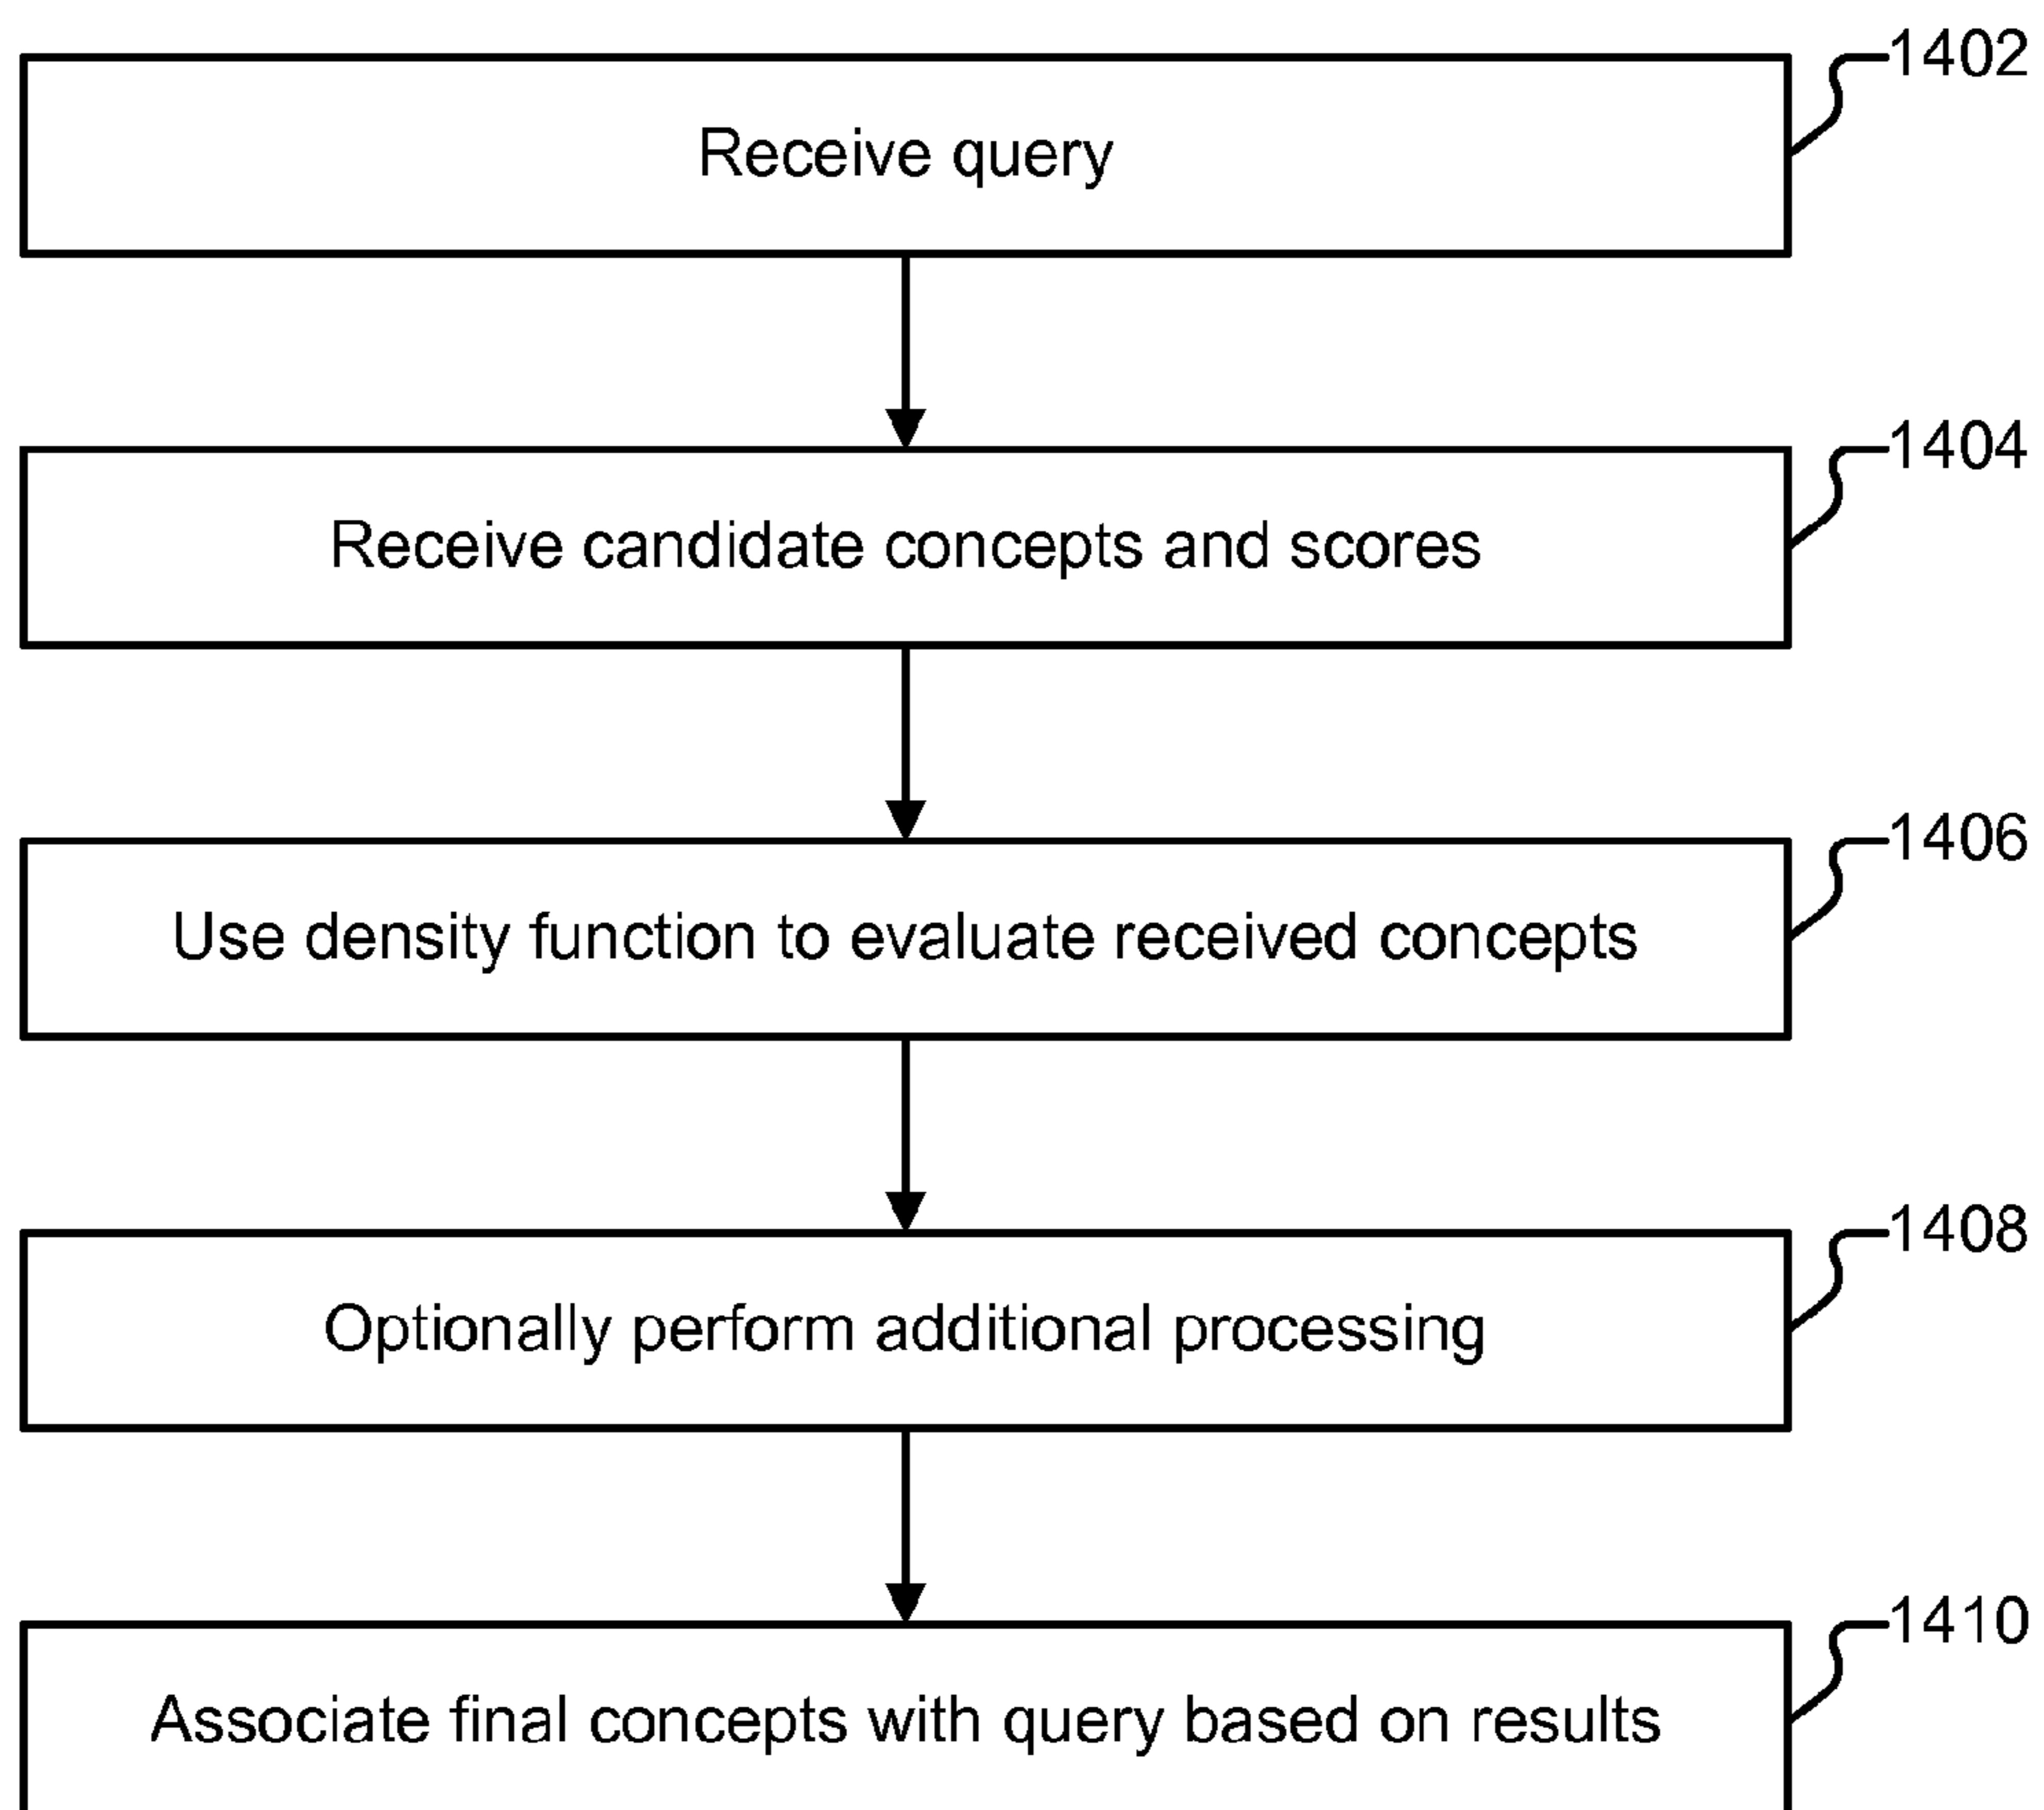 1402
Receive query
1404
Receive candidate concepts and scores
1406
Use density function to evaluate received concepts
1408
Optionally perform additional processing
1410
Associate final concepts with query based on results